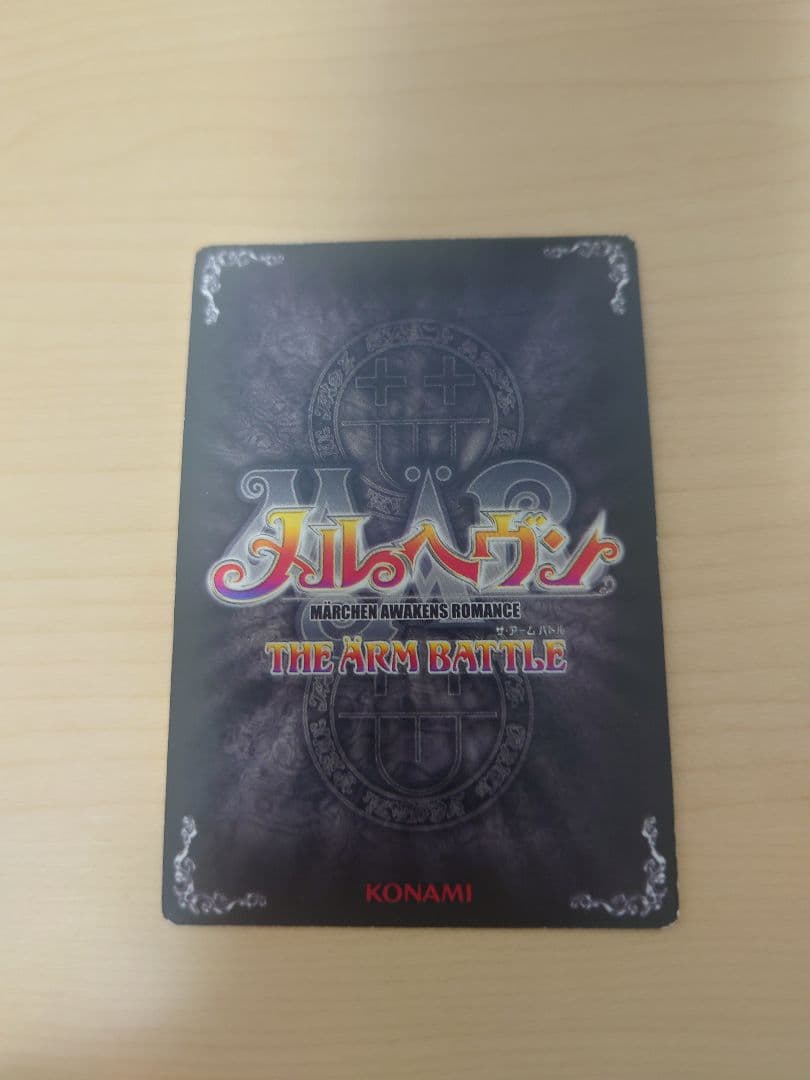 MÄR
メルヘヴン
MÄRCHEN AWAKENS ROMANCE
ザ・アーム バトル
THE ÄRM BATTLE
KONAMI